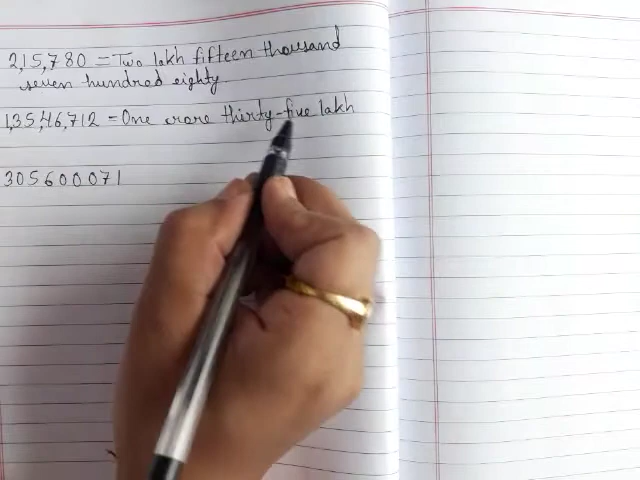 2,15,780 = Two lakh fifteen thousand
seven hundred eighty
1,35,46,712 = One crore thirty-five lakh
305600071